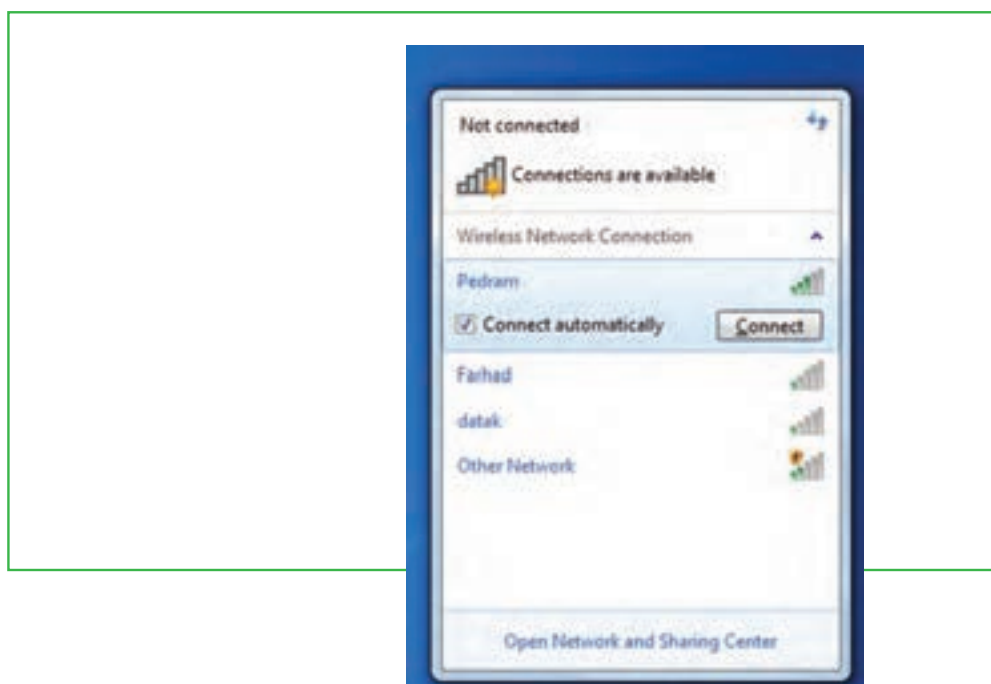 Not connected
Connections are available
Wireless Network Connection
Pedram
Connect automatically Connect
Farhad
datak
Other Network
Open Network and Sharing Center